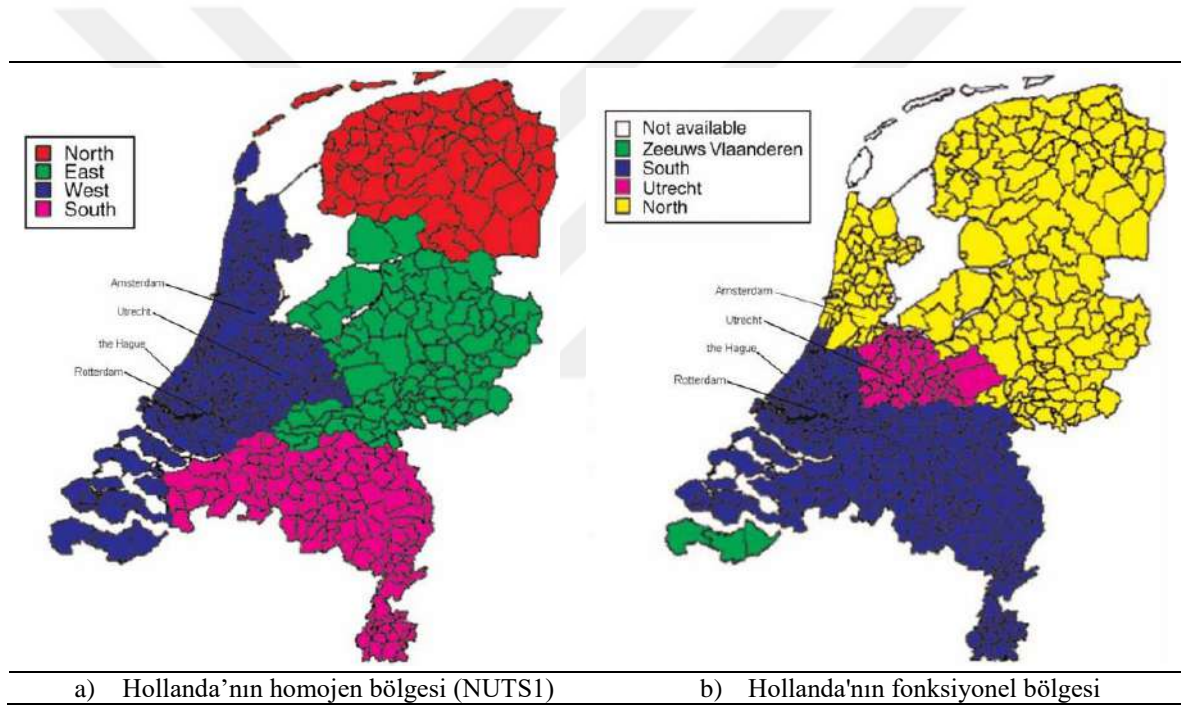 North
East
West
South
Amsterdam
Utrecht
the Hague
Rotterdam
Not available
Zeeuws Vlaanderen
South
Utrecht
North
Amsterdam
Utrecht
the Hague
Rotterdam
a) Hollanda’nın homojen bölgesi (NUTS1)
b) Hollanda'nın fonksiyonel bölgesi